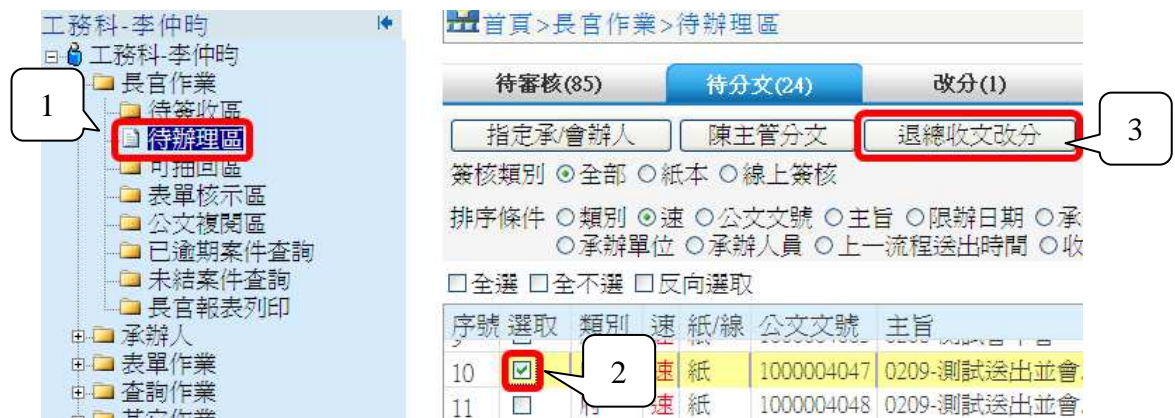 工務科-李仲昀
工務科-李仲昀
長官作業
待簽收區
待辦理區
可抽回區
表單核示區
公文複閱區
已逾期案件查詢
未結案件查詢
長官報表列印
承辦人
表單作業
查詢作業
其它作業
1
首頁>長官作業>待辦理區
待審核(85) 待分文(24) 改分(1)
指定承/會辦人 陳主管分文 退總收文改分
3
簽核類別 全部 紙本 線上簽核
排序條件 類別 速 公文文號 主旨 限辦日期 承
承辦單位 承辦人員 上一流程送出時間 收
全選 全不選 反向選取
序號 選取 類別 速 紙/線 公文文號 主旨
10 速 紙 1000004047 0209-測試送出並會.
2
11 府 速 紙 1000004048 0209-測試送出並會.